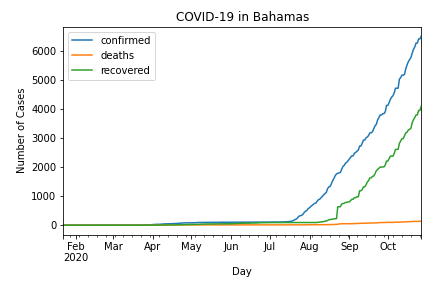 COVID-19 in Bahamas
confirmed
deaths
recovered
Number of Cases
6000
5000
4000
3000
2000
1000
0
Feb Mar Apr May Jun Jul Aug Sep Oct
2020
Day